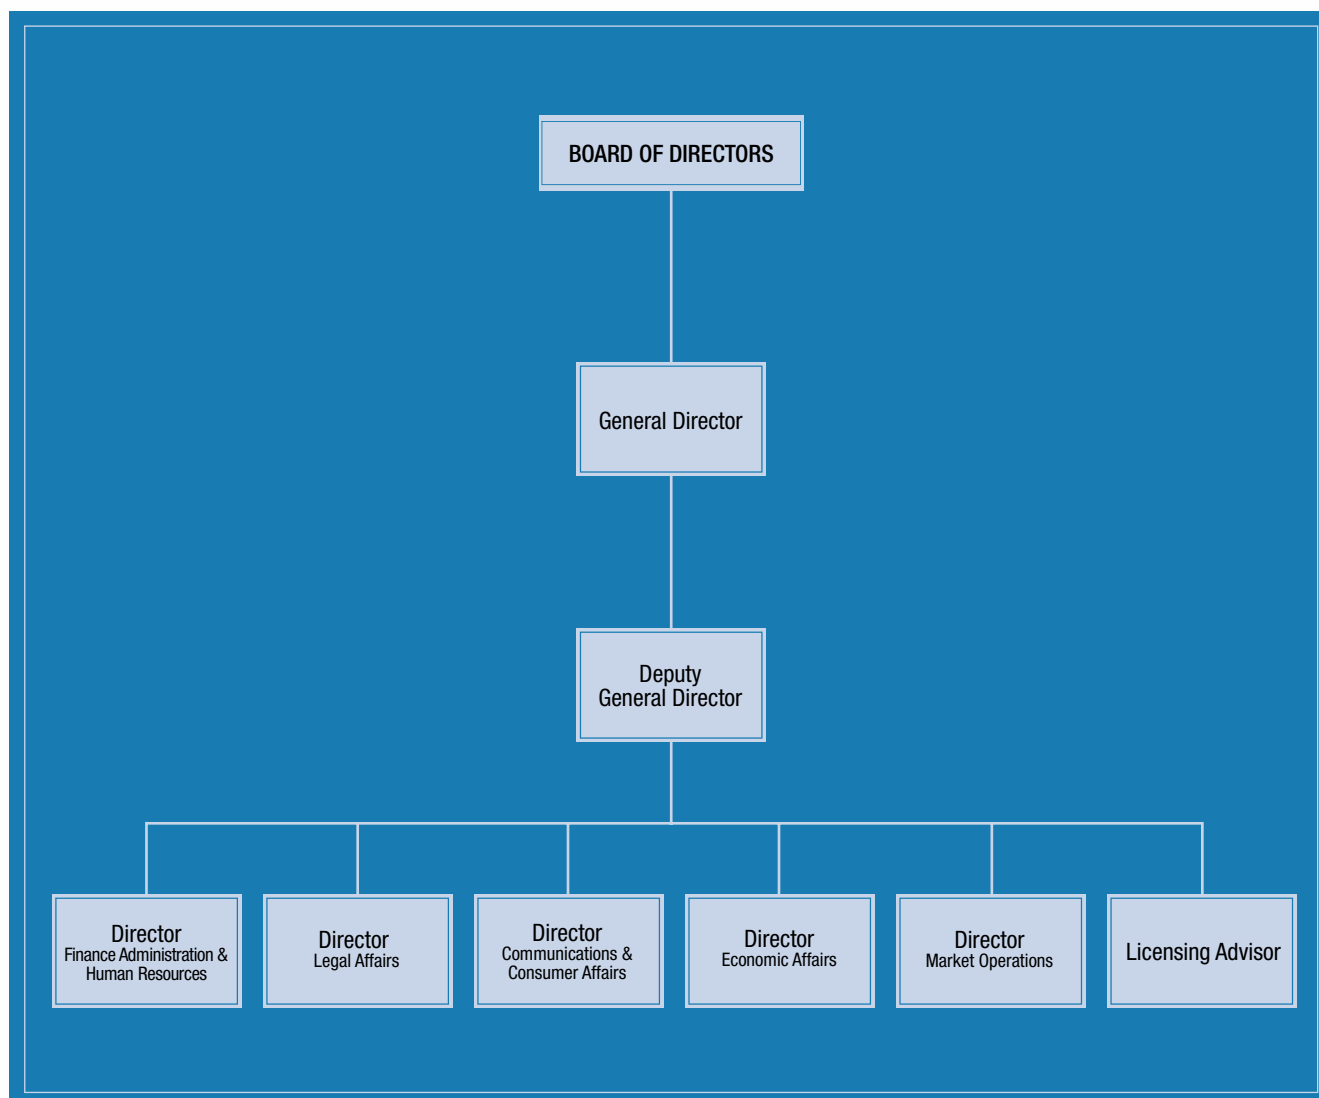 BOARD OF DIRECTORS
General Director
Deputy
General Director
Director
Finance Administration &
Human Resources
Director
Legal Affairs
Director
Communications &
Consumer Affairs
Director
Economic Affairs
Director
Market Operations
Licensing Advisor